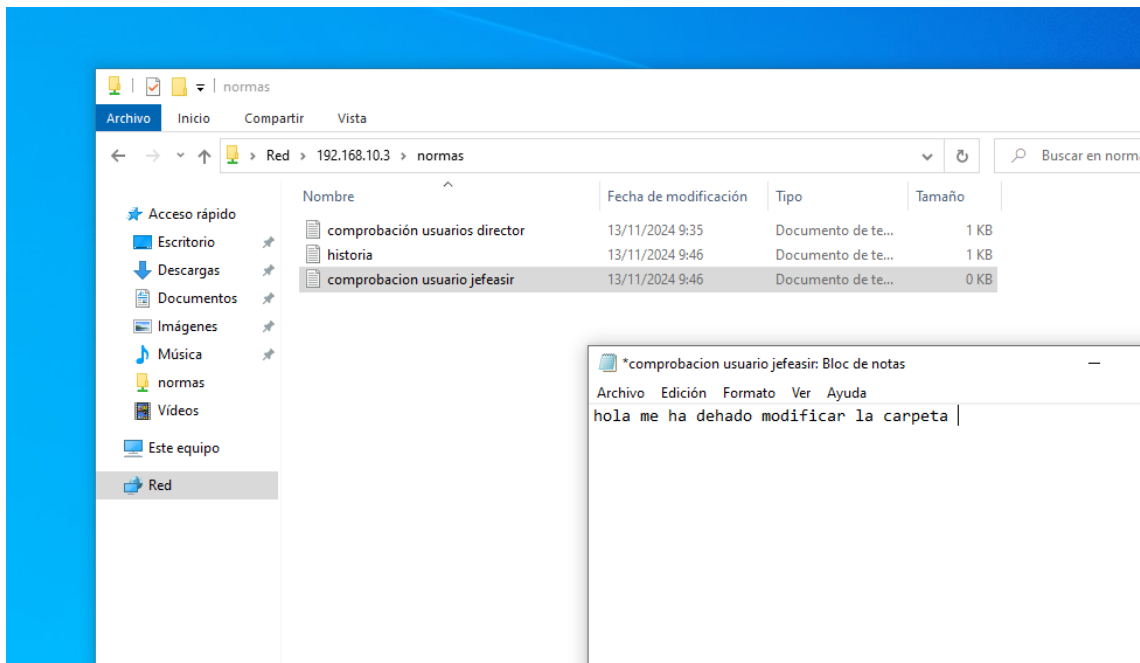 normas
Archivo Inicio Compartir Vista
Red > 192.168.10.3 > normas
Buscar en norm
Nombre Fecha de modificación Tipo Tamaño
Acceso rápido
Escritorio
Descargas
Documentos
Imágenes
Música
normas
Vídeos
Este equipo
Red
comprobación usuarios director 13/11/2024 9:35 Documento de te... 1 KB
historia 13/11/2024 9:46 Documento de te... 1 KB
comprobacion usuario jefeasir 13/11/2024 9:46 Documento de te... 0 KB
*comprobacion usuario jefeasir: Bloc de notas
Archivo Edición Formato Ver Ayuda
hola me ha dehado modificar la carpeta